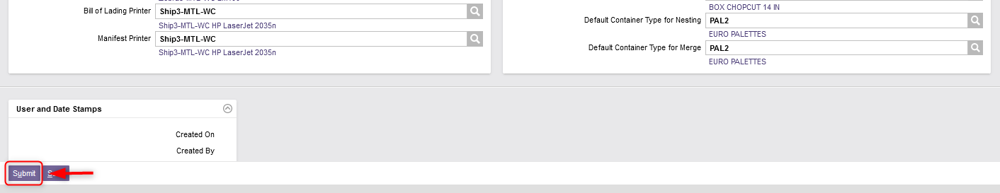 Bill of Lading Printer Ship3-MTL-WC
Ship3-MTL-WC HP LaserJet 2035n
Manifest Printer Ship3-MTL-WC
Ship3-MTL-WC HP LaserJet 2035n
BOX CHOPCUT 14 IN
Default Container Type for Nesting PAL2
EURO PALETTES
Default Container Type for Merge PAL2
EURO PALETTES
User and Date Stamps
Created On
Created By
Submit